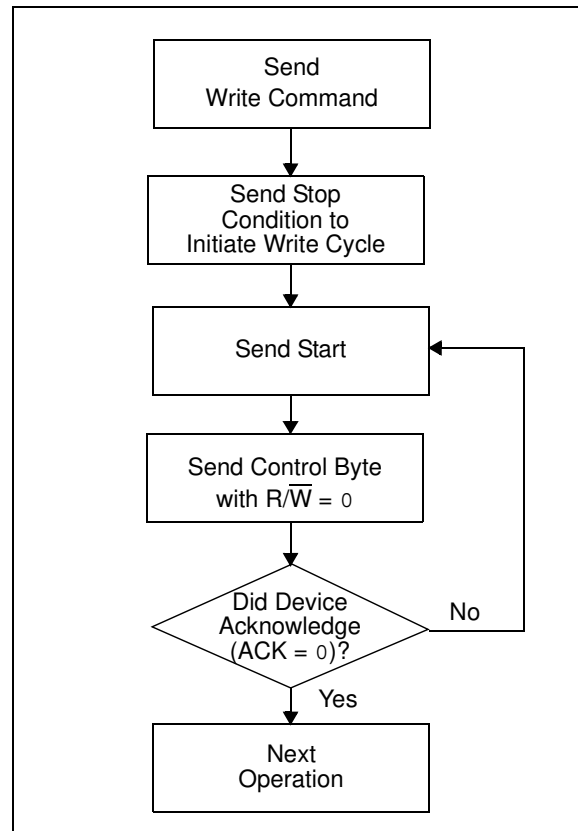 Send
Write Command
Send Stop
Condition to
Initiate Write Cycle
Send Start
Send Control Byte
with R/W̅ = 0
Did Device
Acknowledge
(ACK = 0)?
No
Yes
Next
Operation